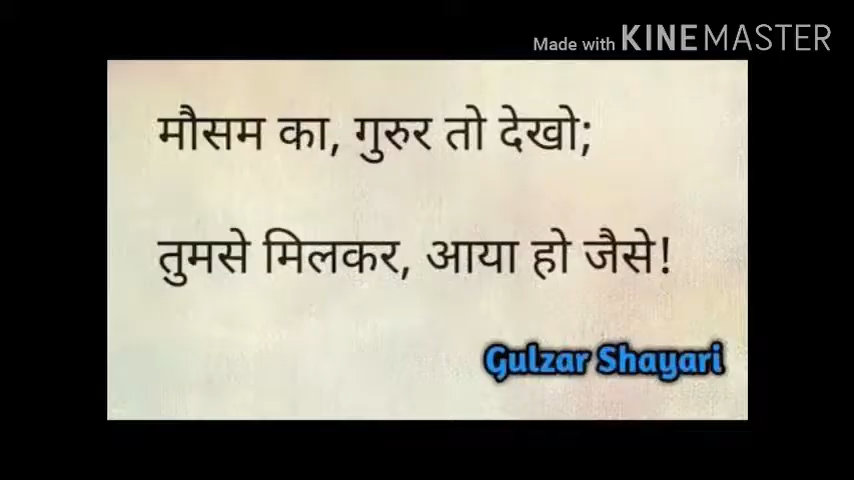 Made with KINEMASTER
मौसम का, गुरुर तो देखो;
तुमसे मिलकर, आया हो जैसे!
Gulzar Shayari